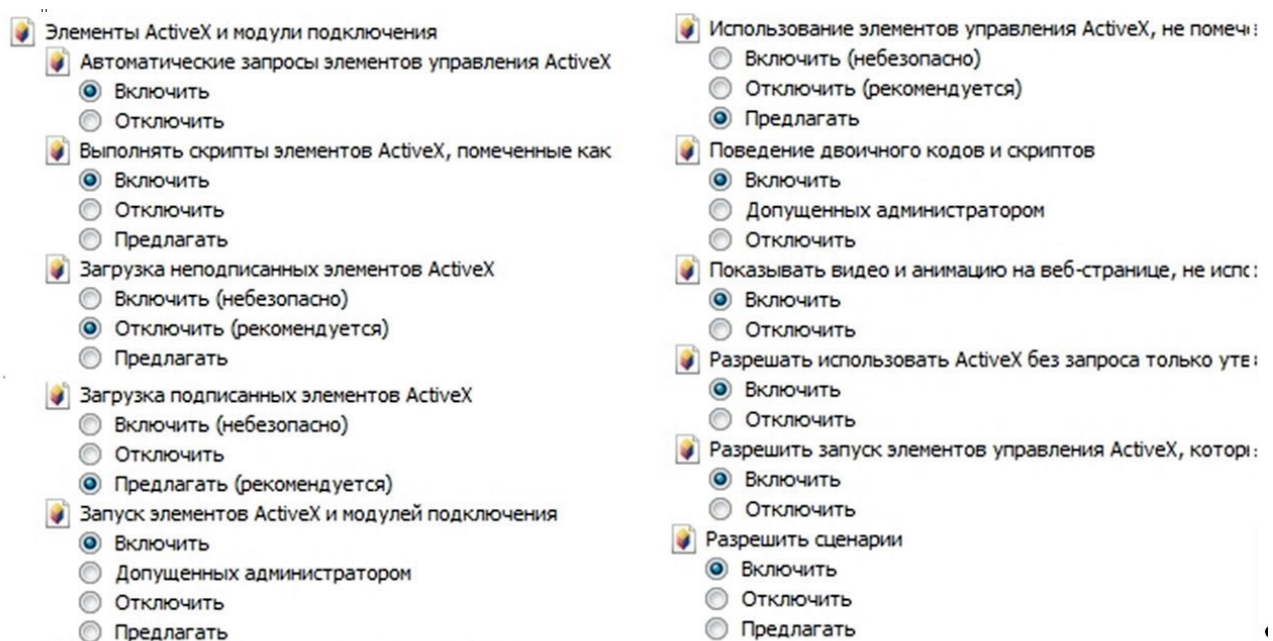 Элементы ActiveX и модули подключения
Автоматические запросы элементов управления ActiveX
Включить
Отключить
Выполнять скрипты элементов ActiveX, помеченные как
Включить
Отключить
Предлагать
Загрузка неподписанных элементов ActiveX
Включить (небезопасно)
Отключить (рекомендуется)
Предлагать
Загрузка подписанных элементов ActiveX
Включить (небезопасно)
Отключить
Предлагать (рекомендуется)
Запуск элементов ActiveX и модулей подключения
Включить
Допущенных администратором
Отключить
Предлагать
Использование элементов управления ActiveX, не
Включить (небезопасно)
Отключить (рекомендуется)
Предлагать
Поведение двоичного кодов и скриптов
Включить
Допущенных администратором
Отключить
Показывать видео и анимацию на веб-странице, не
Включить
Отключить
Разрешать использовать ActiveX без запроса только
Включить
Отключить
Разрешить запуск элементов управления ActiveX,
Включить
Отключить
Разрешить сценарии
Включить
Отключить
Предлагать